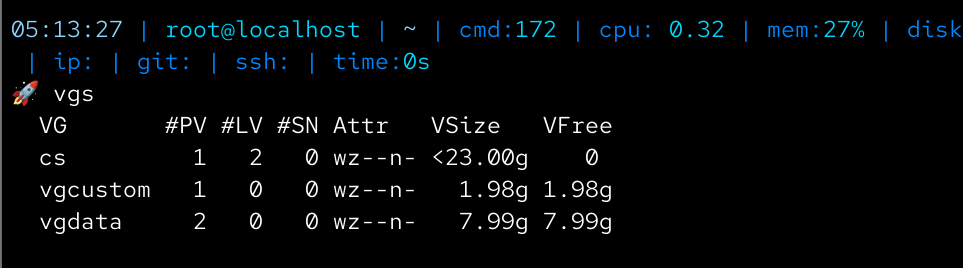 05:13:27 | root@localhost | ~ | cmd:172 | cpu: 0.32 | mem:27% | disk
| ip: | git: | ssh: | time:0s
🚀 vgs
VG #PV #LV #SN Attr VSize VFree
cs 1 2 0 wz--n- <23.00g 0
vgcustom 1 0 0 wz--n- 1.98g 1.98g
vgdata 2 0 0 wz--n- 7.99g 7.99g